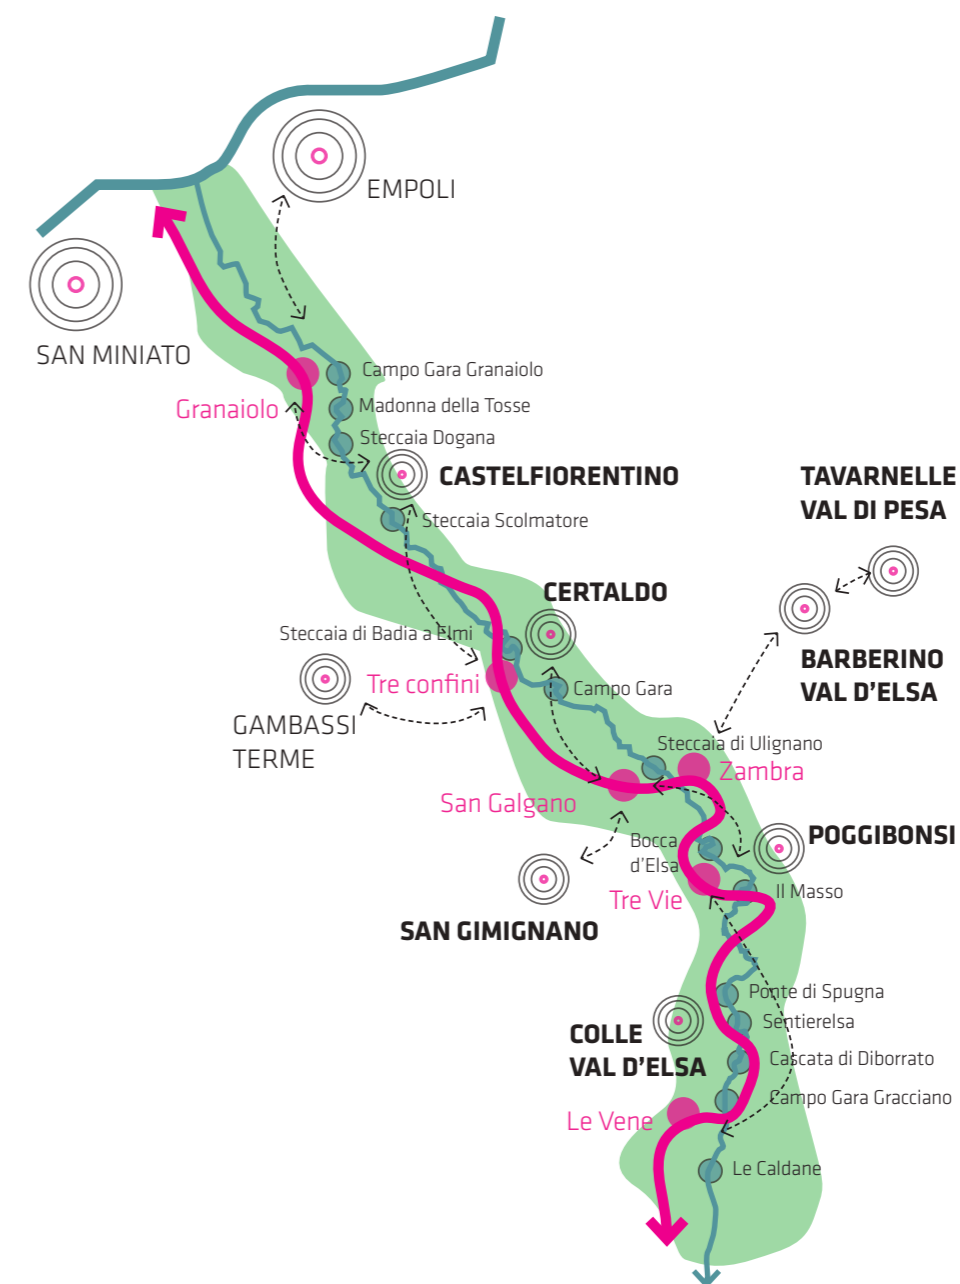 EMPOLI
SAN MINIATO
Campo Gara Granaiolo
Granaiolo
Madonna della Tosse
Steccaia Dogana
CASTELFIORENTINO
TAVARNELLE
VAL DI PESA
Steccaia Scolmatore
CERTALDO
Steccaia di Badia a Elmi
BARBERINO
VAL D'ELSA
Tre confini
Campo Gara
GAMBASSI
TERME
Steccaia di Ulignano
Zambra
San Galgano
POGGIBONSI
Bocca
d'Elsa
Tre Vie
Il Masso
SAN GIMIGNANO
Ponte di Spugna
Sentierelsa
COLLE
VAL D'ELSA
Cascata di Diborrato
Campo Gara Gracciano
Le Vene
Le Caldane